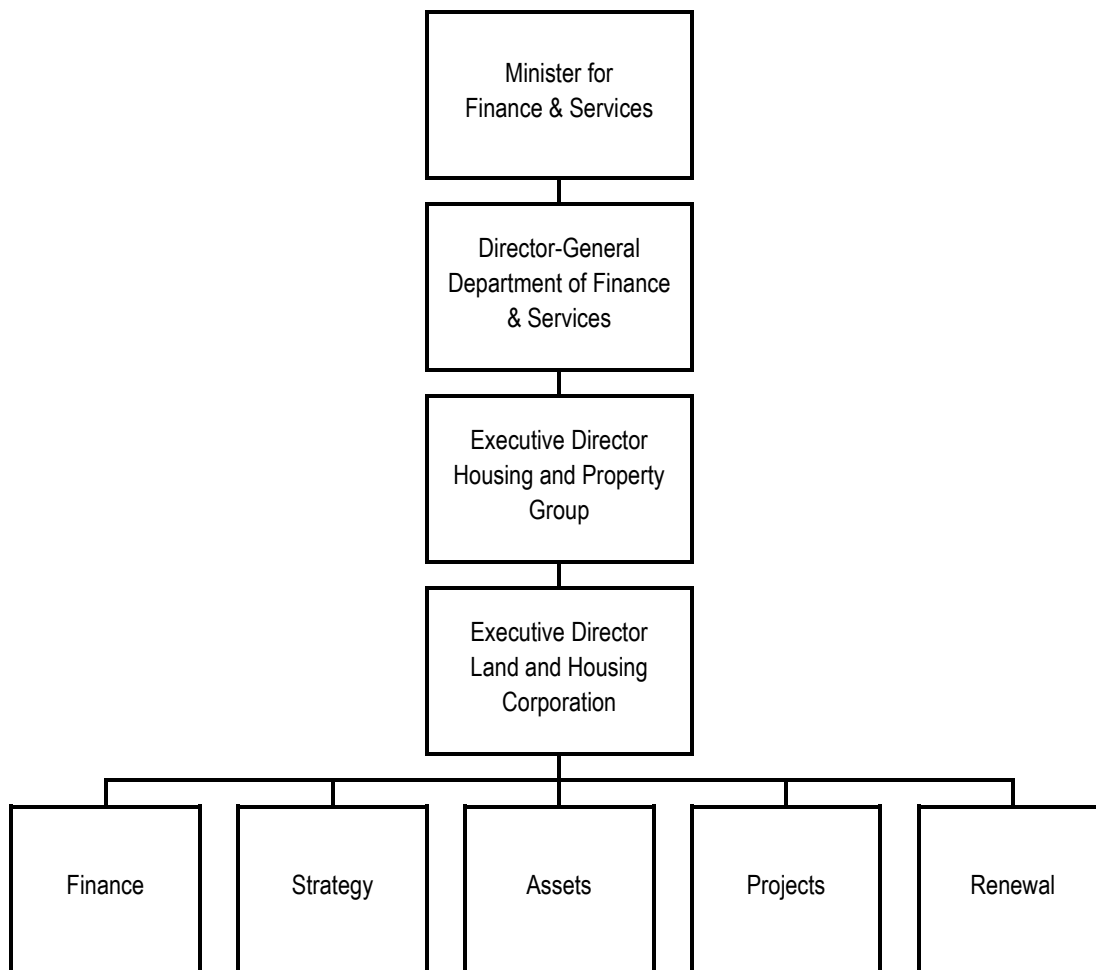 Minister for
Finance & Services
Director-General
Department of Finance
& Services
Executive Director
Housing and Property
Group
Executive Director
Land and Housing
Corporation
Finance
Strategy
Assets
Projects
Renewal